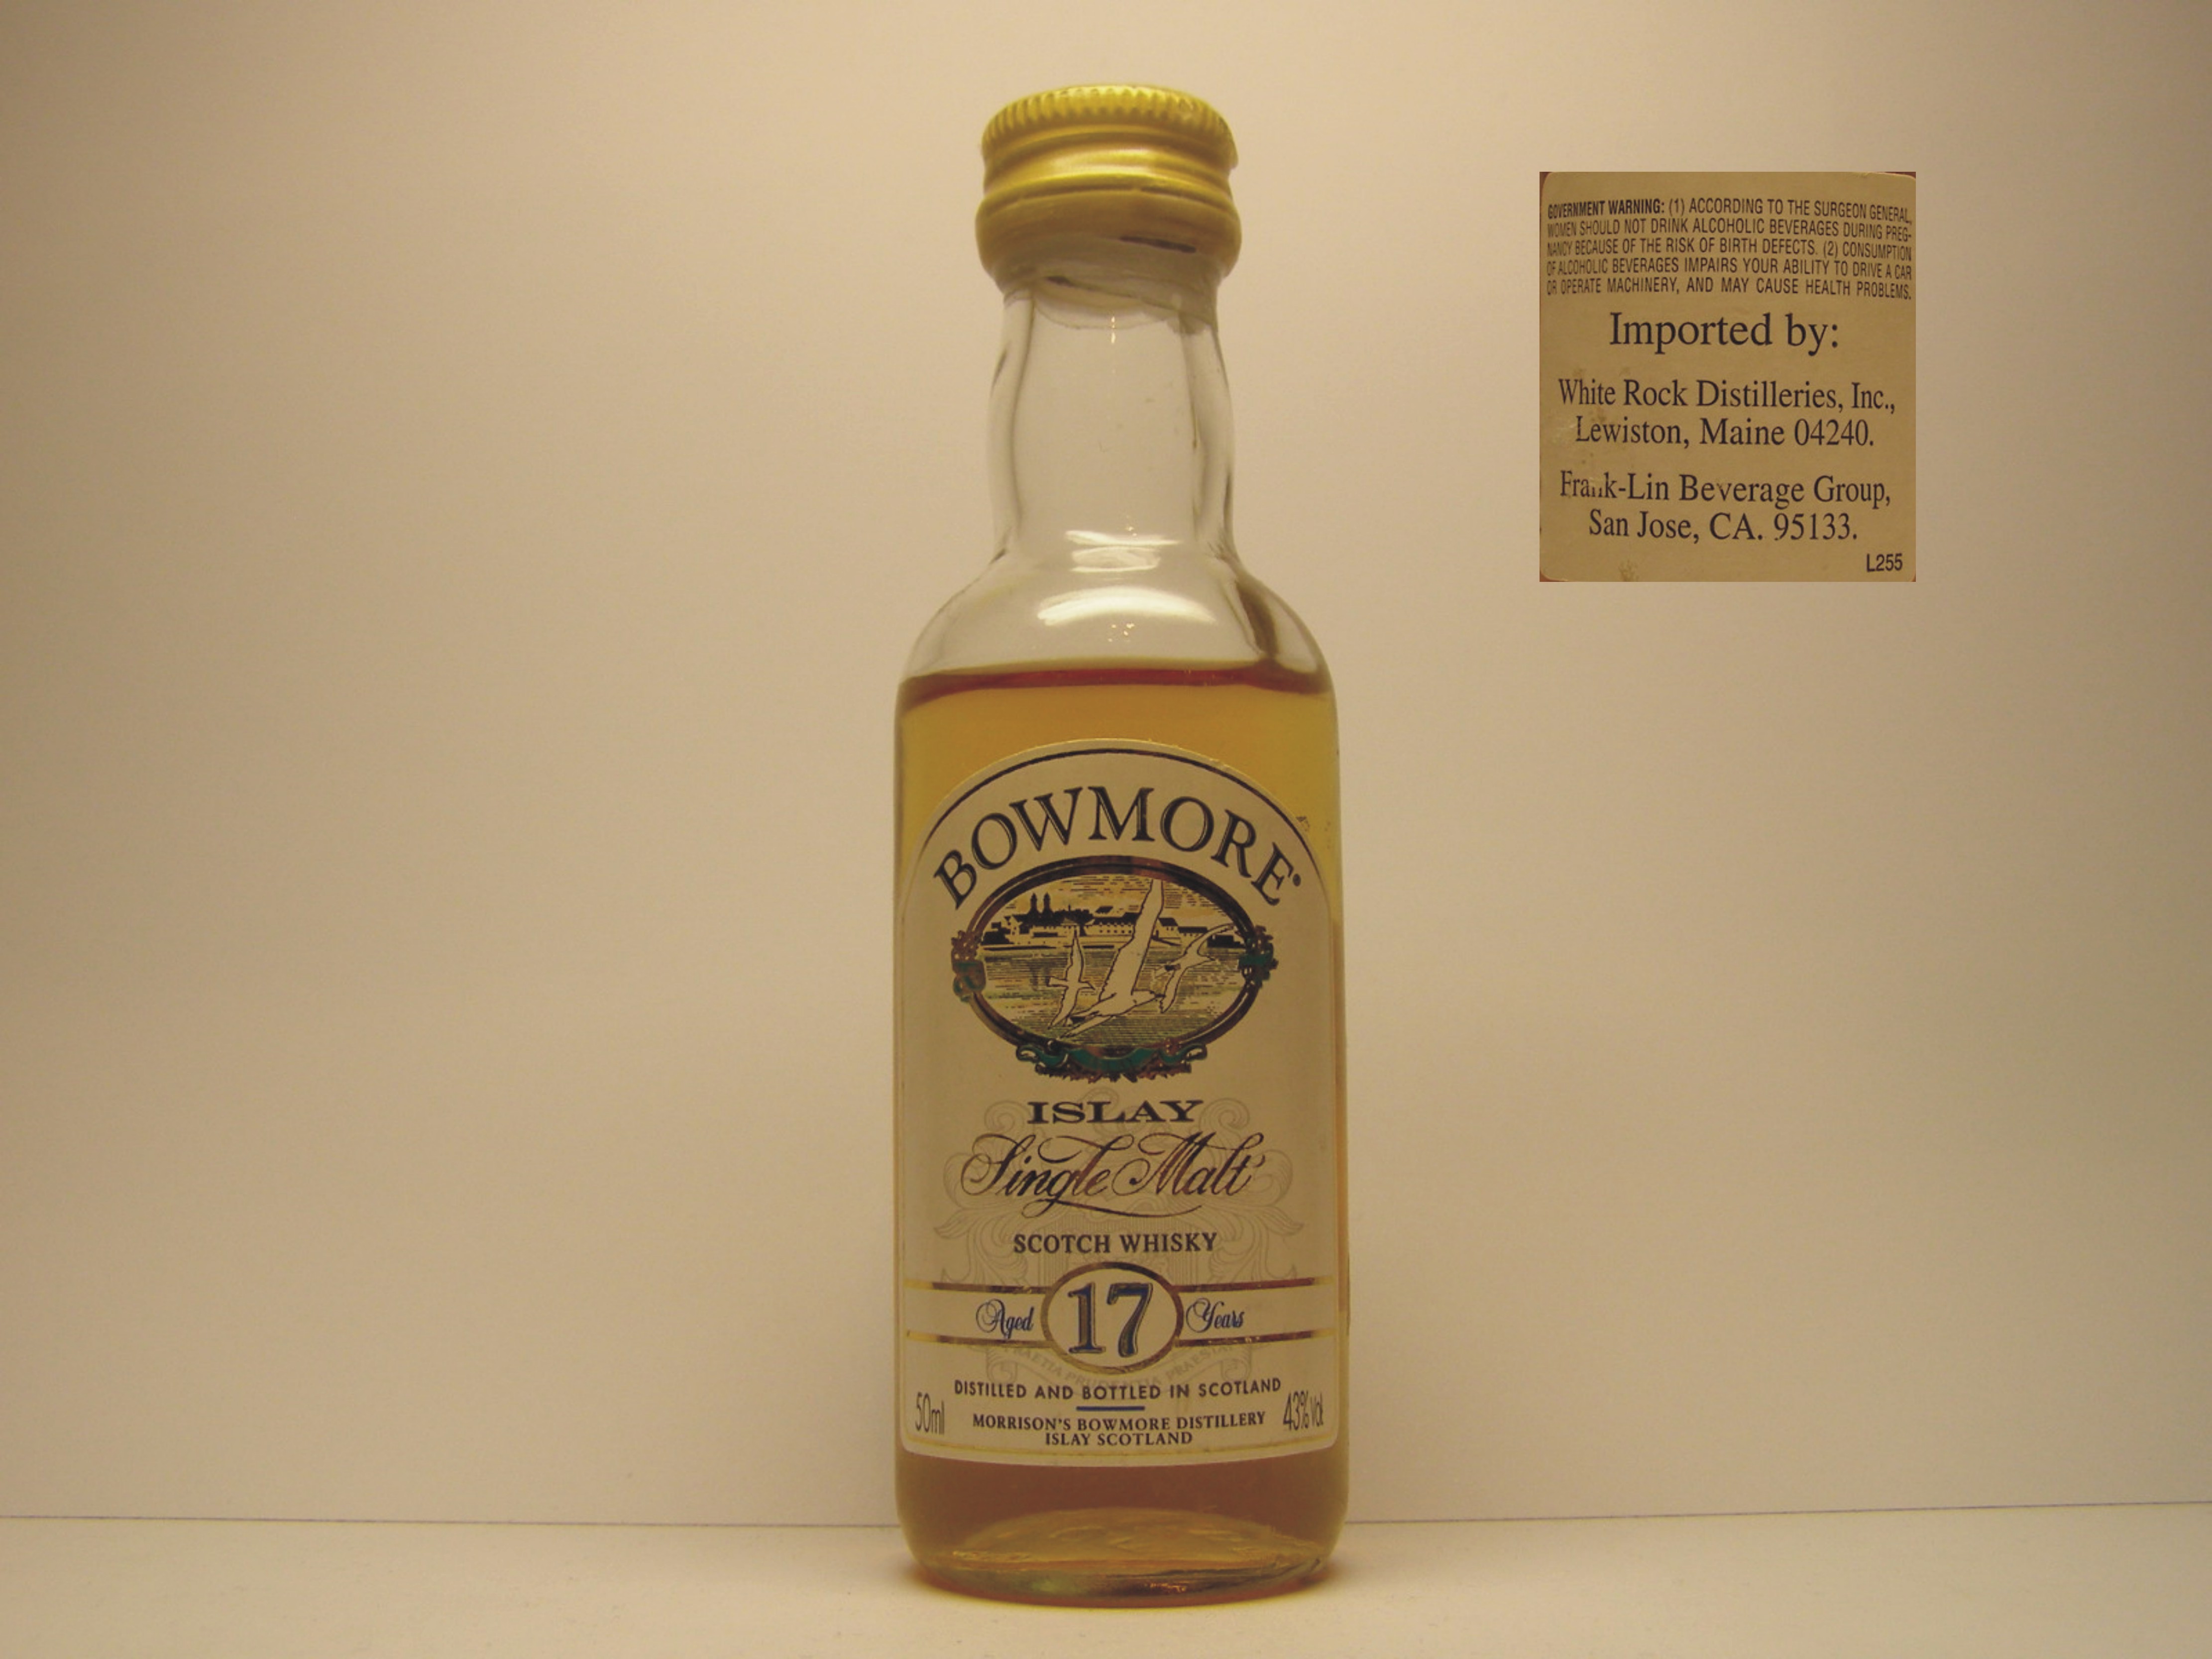 BOWMORE
ISLAY
Single Malt
SCOTCH WHISKY
Aged 17 Years
DISTILLED AND BOTTLED IN SCOTLAND
50ml MORRISON'S BOWMORE DISTILLERY 43%Vol
ISLAY SCOTLAND
GOVERNMENT WARNING: (1) ACCORDING TO THE SURGEON GENERAL,
WOMEN SHOULD NOT DRINK ALCOHOLIC BEVERAGES DURING PREG-
NANCY BECAUSE OF THE RISK OF BIRTH DEFECTS. (2) CONSUMPTION
OF ALCOHOLIC BEVERAGES IMPAIRS YOUR ABILITY TO DRIVE A CAR
OR OPERATE MACHINERY, AND MAY CAUSE HEALTH PROBLEMS.
Imported by:
White Rock Distilleries, Inc.,
Lewiston, Maine 04240.
Frank-Lin Beverage Group,
San Jose, CA. 95133.
L255